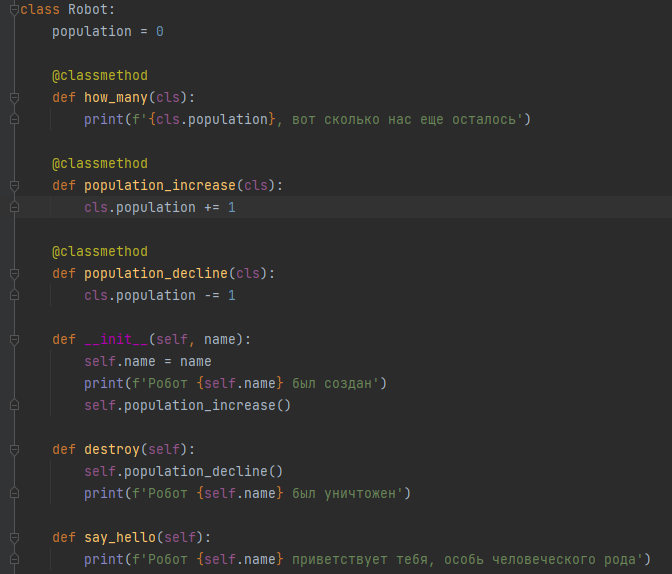 class Robot:
    population = 0

    @classmethod
    def how_many(cls):
        print(f'{cls.population}, вот сколько нас еще осталось')

    @classmethod
    def population_increase(cls):
        cls.population += 1

    @classmethod
    def population_decline(cls):
        cls.population -= 1

    def __init__(self, name):
        self.name = name
        print(f'Робот {self.name} был создан')
        self.population_increase()

    def destroy(self):
        self.population_decline()
        print(f'Робот {self.name} был уничтожен')

    def say_hello(self):
        print(f'Робот {self.name} приветствует тебя, особь человеческого рода')